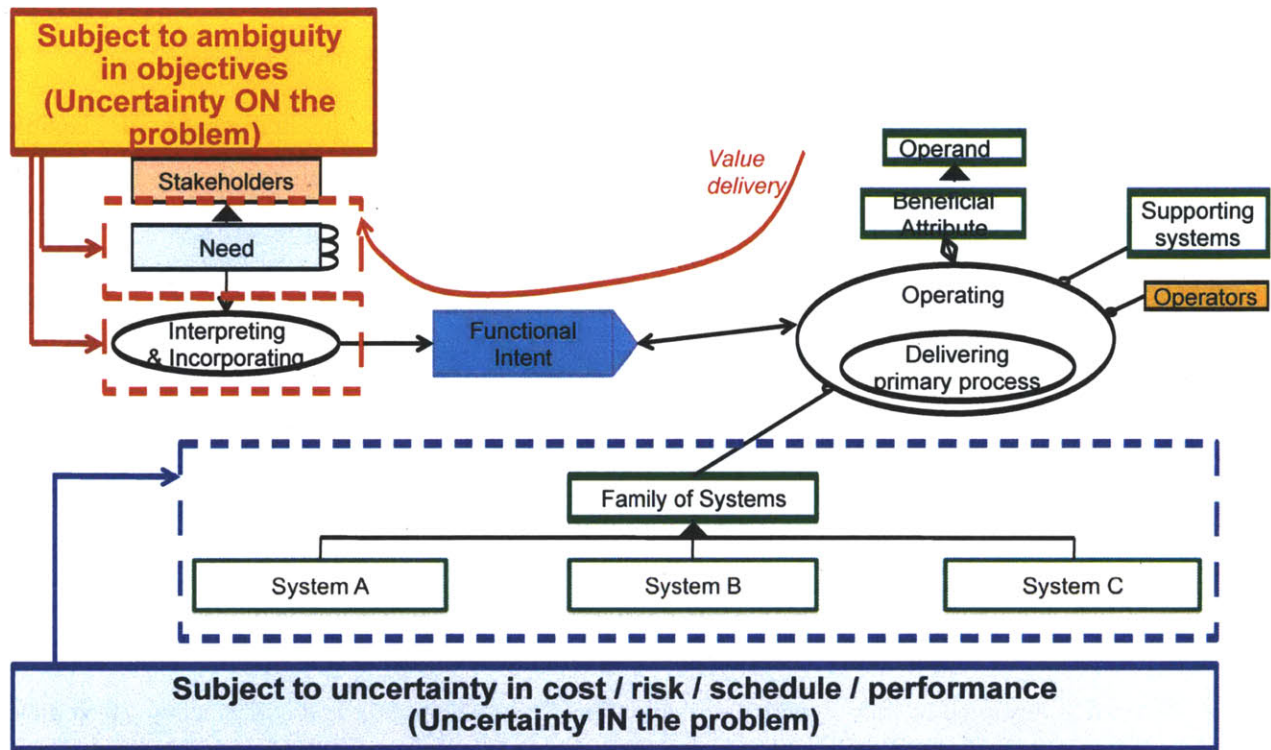 Subject to ambiguity
in objectives
(Uncertainty ON the
problem)
Stakeholders
Need
Interpreting
& Incorporating
Functional
Intent
Value
delivery
Operand
Beneficial
Attribute
Supporting
systems
Operating
Operators
Delivering
primary process
Family of Systems
System A
System B
System C
Subject to uncertainty in cost / risk / schedule / performance
(Uncertainty IN the problem)